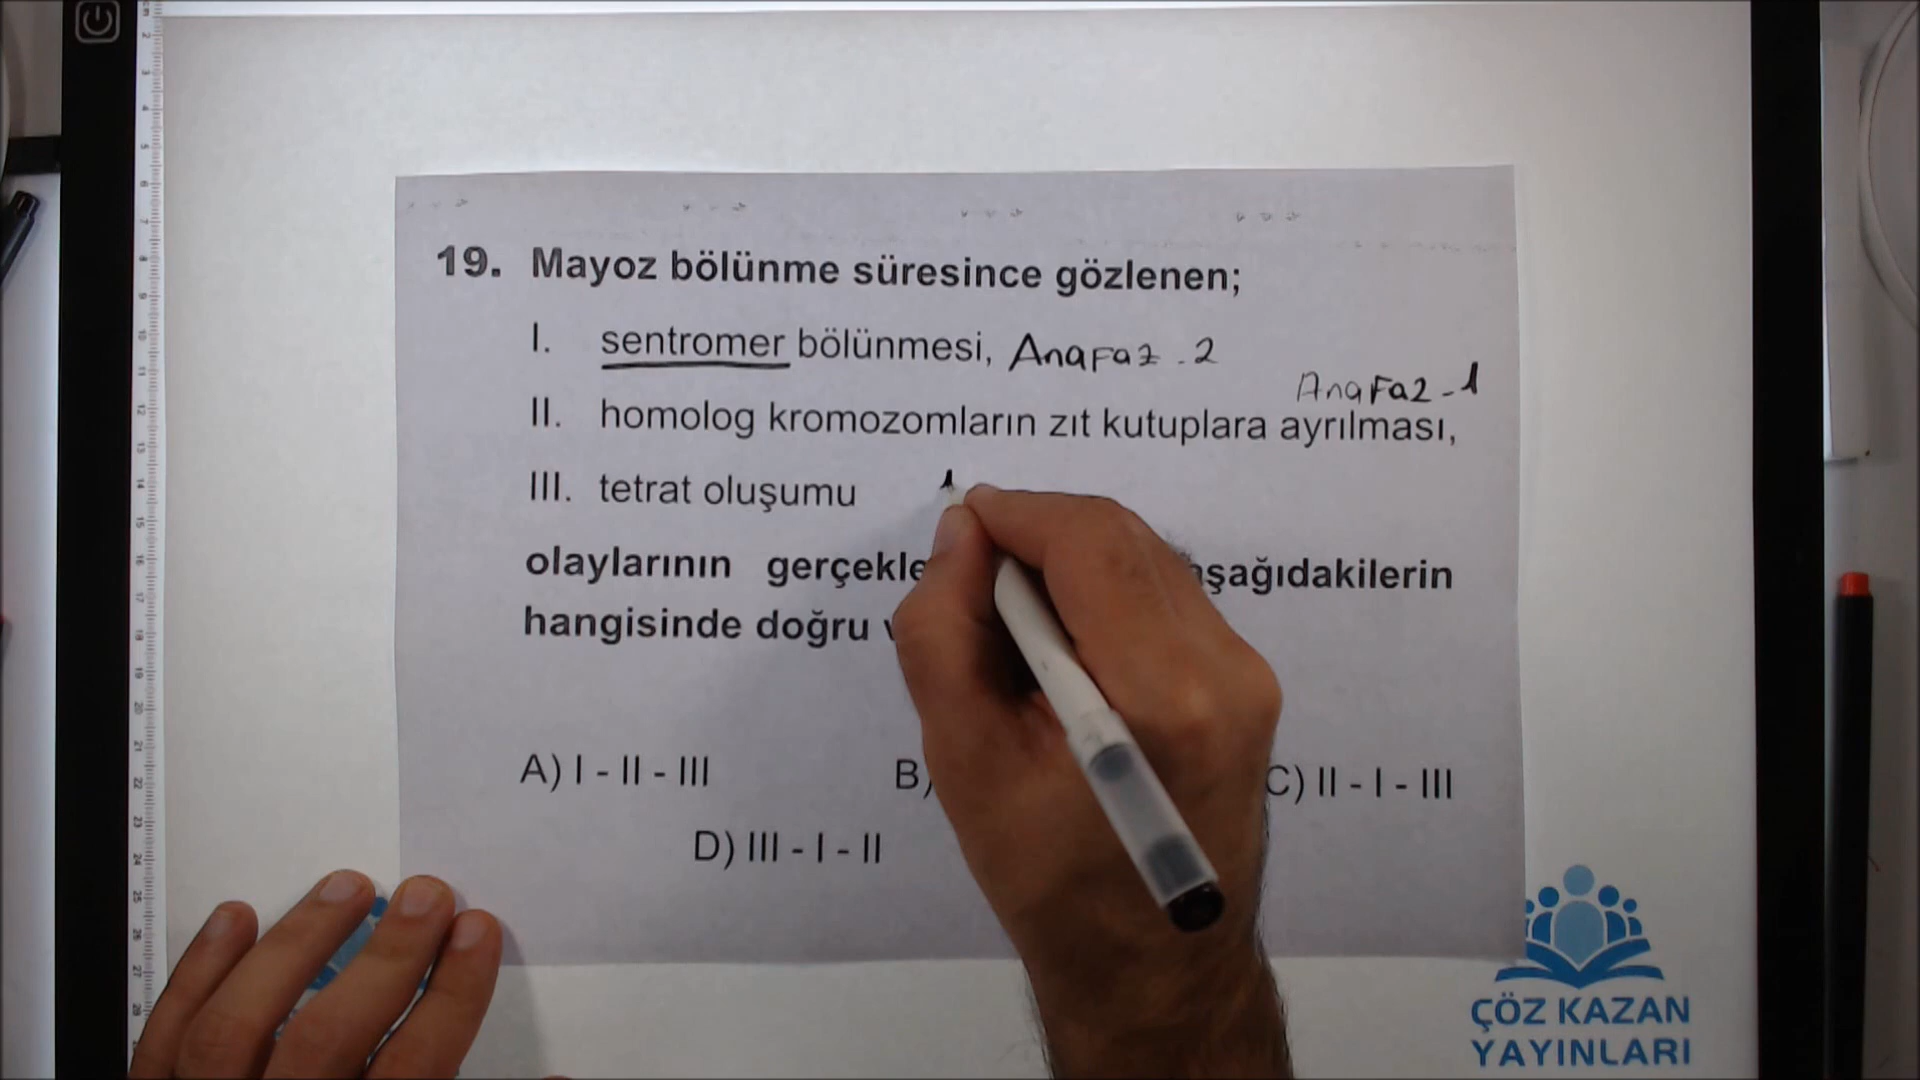 19. Mayoz bölünme süresince gözlenen;
I. sentromer bölünmesi, Anafaz - 2
Anafaz - 1
II. homolog kromozomların zıt kutuplara ayrılması,
III. tetrat oluşumu
olaylarının aşağıdakilerin
hangisinde doğru
A) I - II - III B) C) II - I - III
D) III - I - II
ÇÖZ KAZAN
YAYINLARI